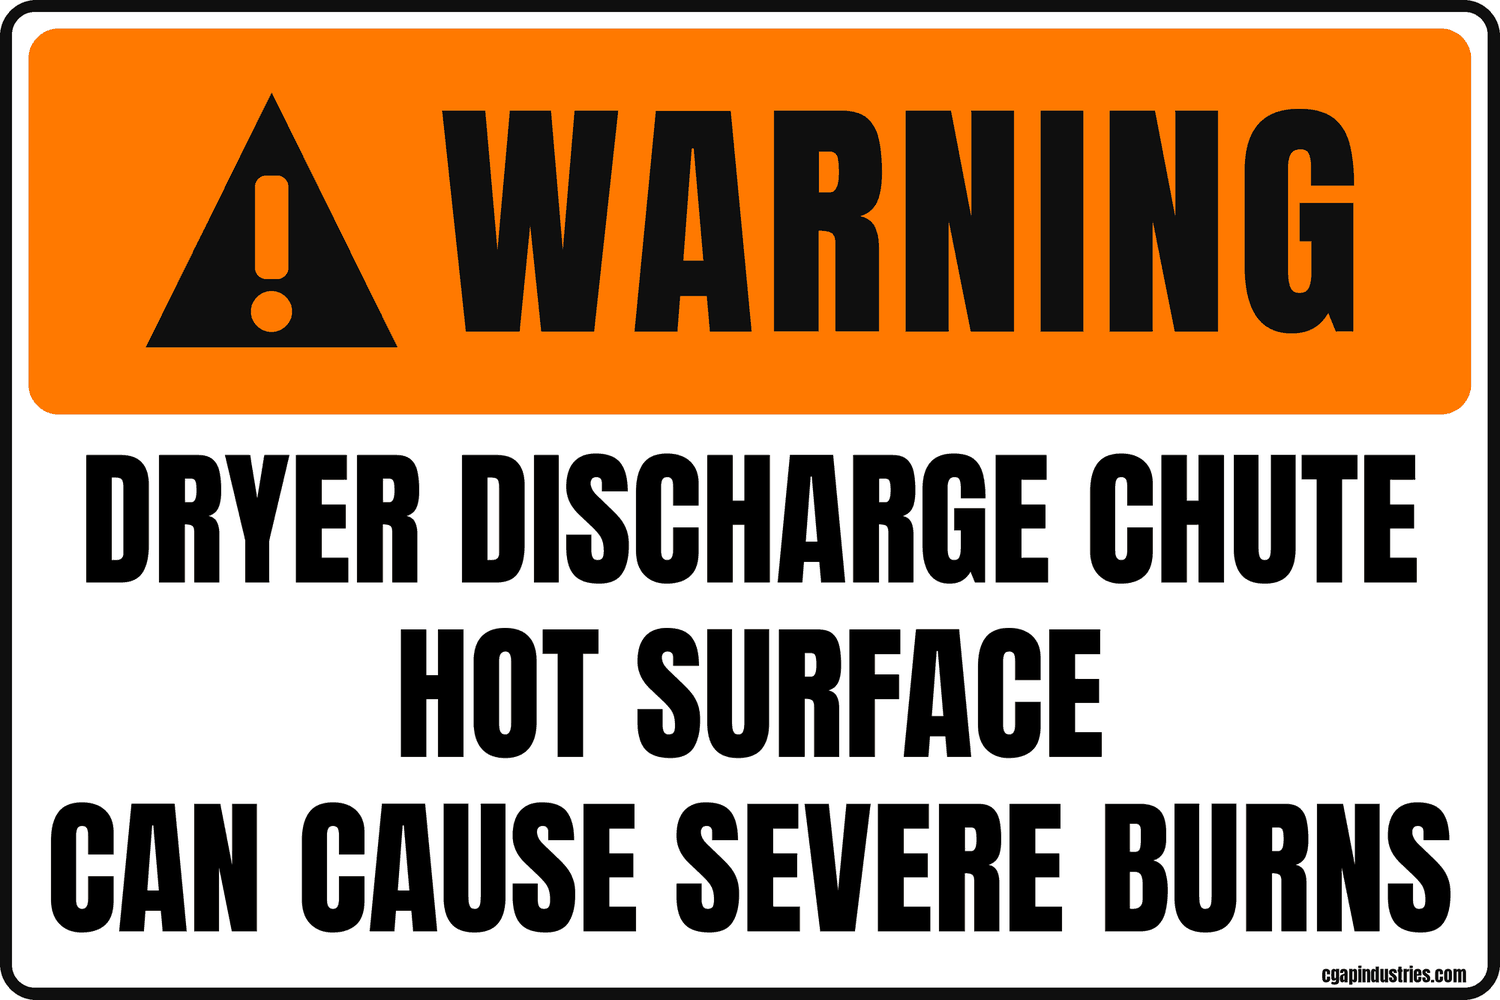 WARNING
DRYER DISCHARGE CHUTE
HOT SURFACE
CAN CAUSE SEVERE BURNS
cgapindustries.com